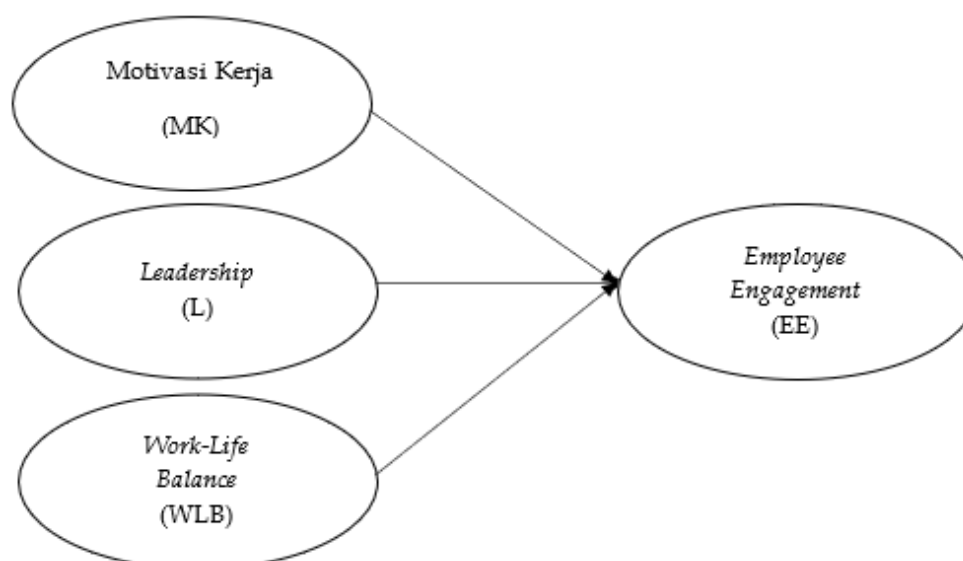 Motivasi Kerja
(MK)
Leadership
(L)
Work-Life
Balance
(WLB)
Employee
Engagement
(EE)